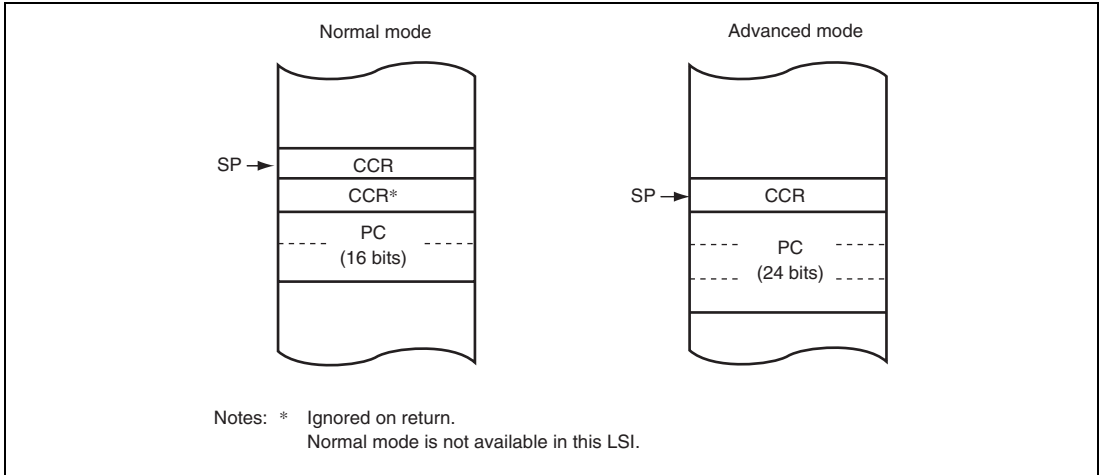 Normal mode
SP
CCR
CCR*
PC
(16 bits)
Advanced mode
SP
CCR
PC
(24 bits)
Notes: * Ignored on return.
Normal mode is not available in this LSI.